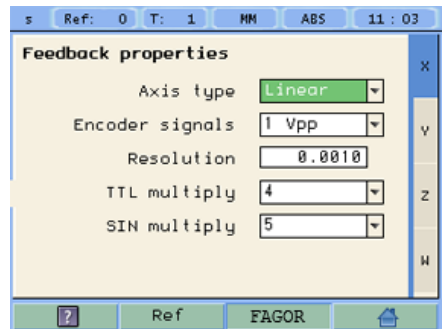 s Ref: 0 T: 1 MM ABS 11 : 03
Feedback properties
X
Axis type Linear
Encoder signals 1 Vpp
Y
Resolution 0.0010
TTL multiply 4
Z
SIN multiply 5
W
? Ref FAGOR